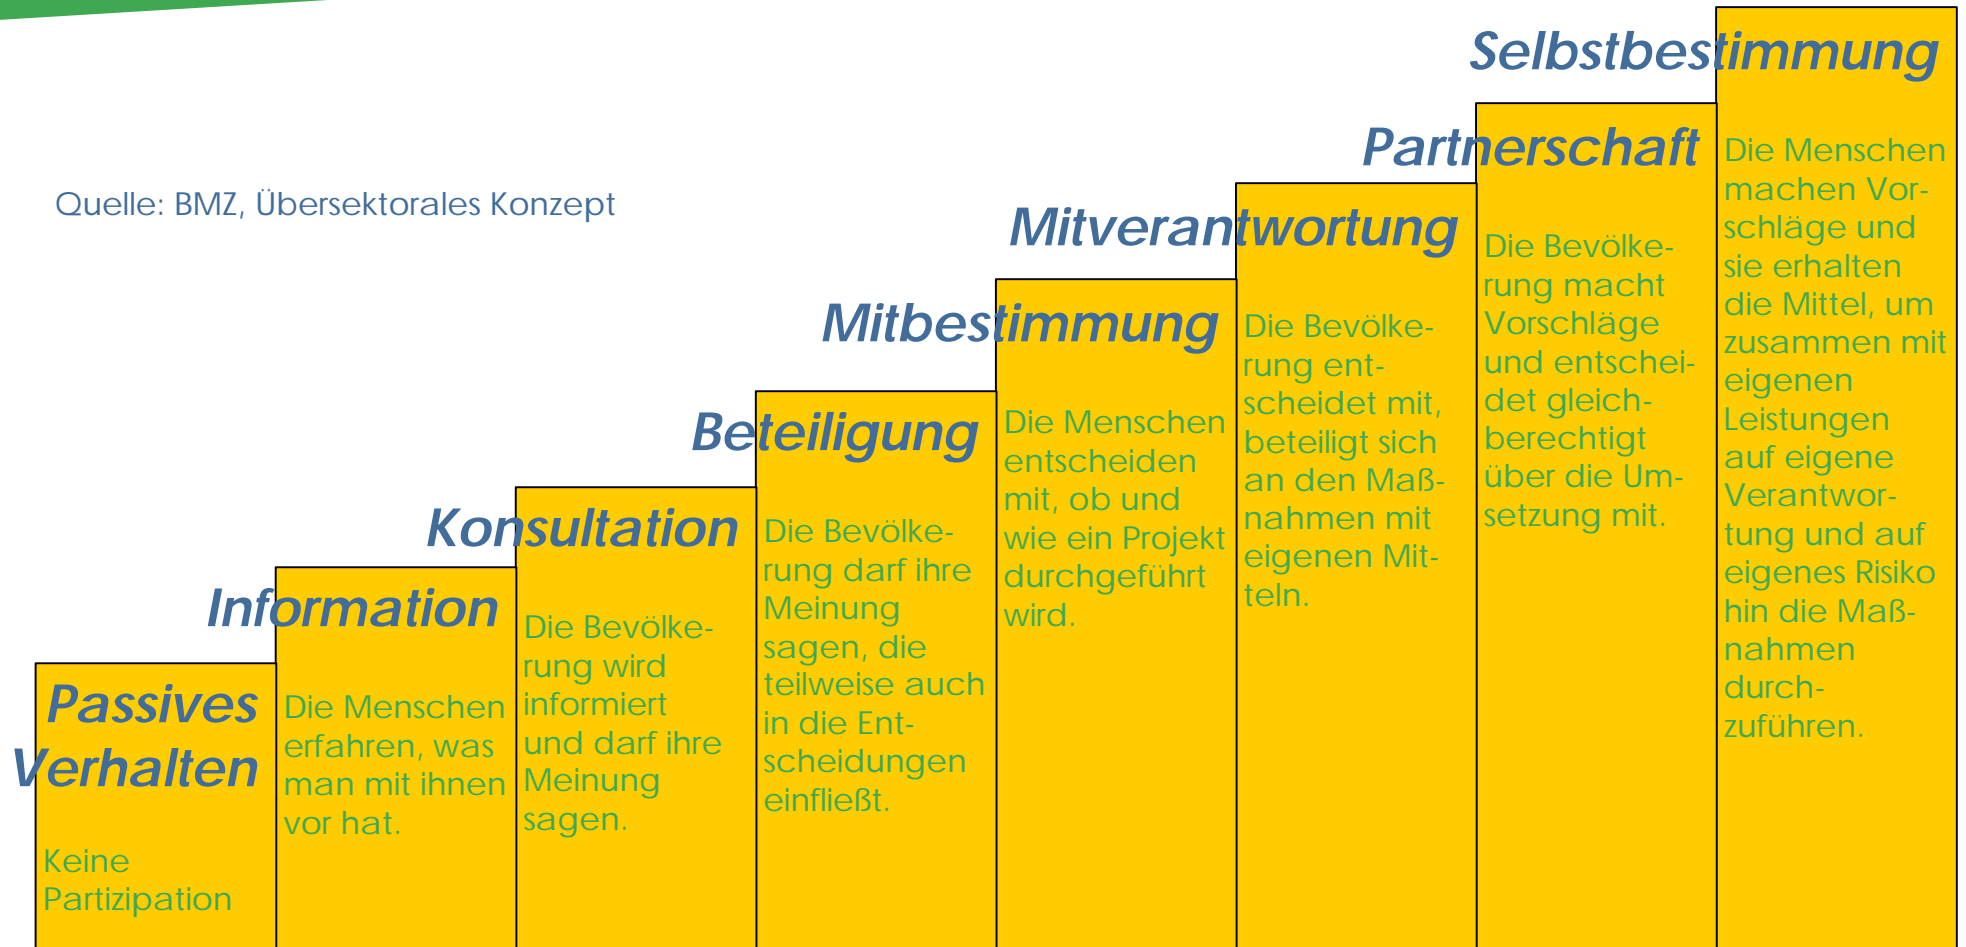 Quelle: BMZ, Übersektorales Konzept
Passives
Verhalten
Keine
Partizipation
Information
Die Menschen
erfahren, was
man mit ihnen
vor hat.
Konsultation
Die Bevölke-
rung wird
informiert
und darf ihre
Meinung
sagen.
Beteiligung
Die Bevölke-
rung darf ihre
Meinung
sagen, die
teilweise auch
in die Ent-
scheidungen
einfließt.
Mitbestimmung
Die Menschen
entscheiden
mit, ob und
wie ein Projekt
durchgeführt
wird.
Mitverantwortung
Die Bevölke-
rung ent-
scheidet mit,
beteiligt sich
an den Maß-
nahmen mit
eigenen Mit-
teln.
Partnerschaft
Die Bevölke-
rung macht
Vorschläge
und entschei-
det gleich-
berechtigt
über die Um-
setzung mit.
Selbstbestimmung
Die Menschen
machen Vor-
schläge und
sie erhalten
die Mittel, um
zusammen mit
eigenen
Leistungen
auf eigene
Verantwor-
tung und auf
eigenes Risiko
hin die Maß-
nahmen
durch-
zuführen.